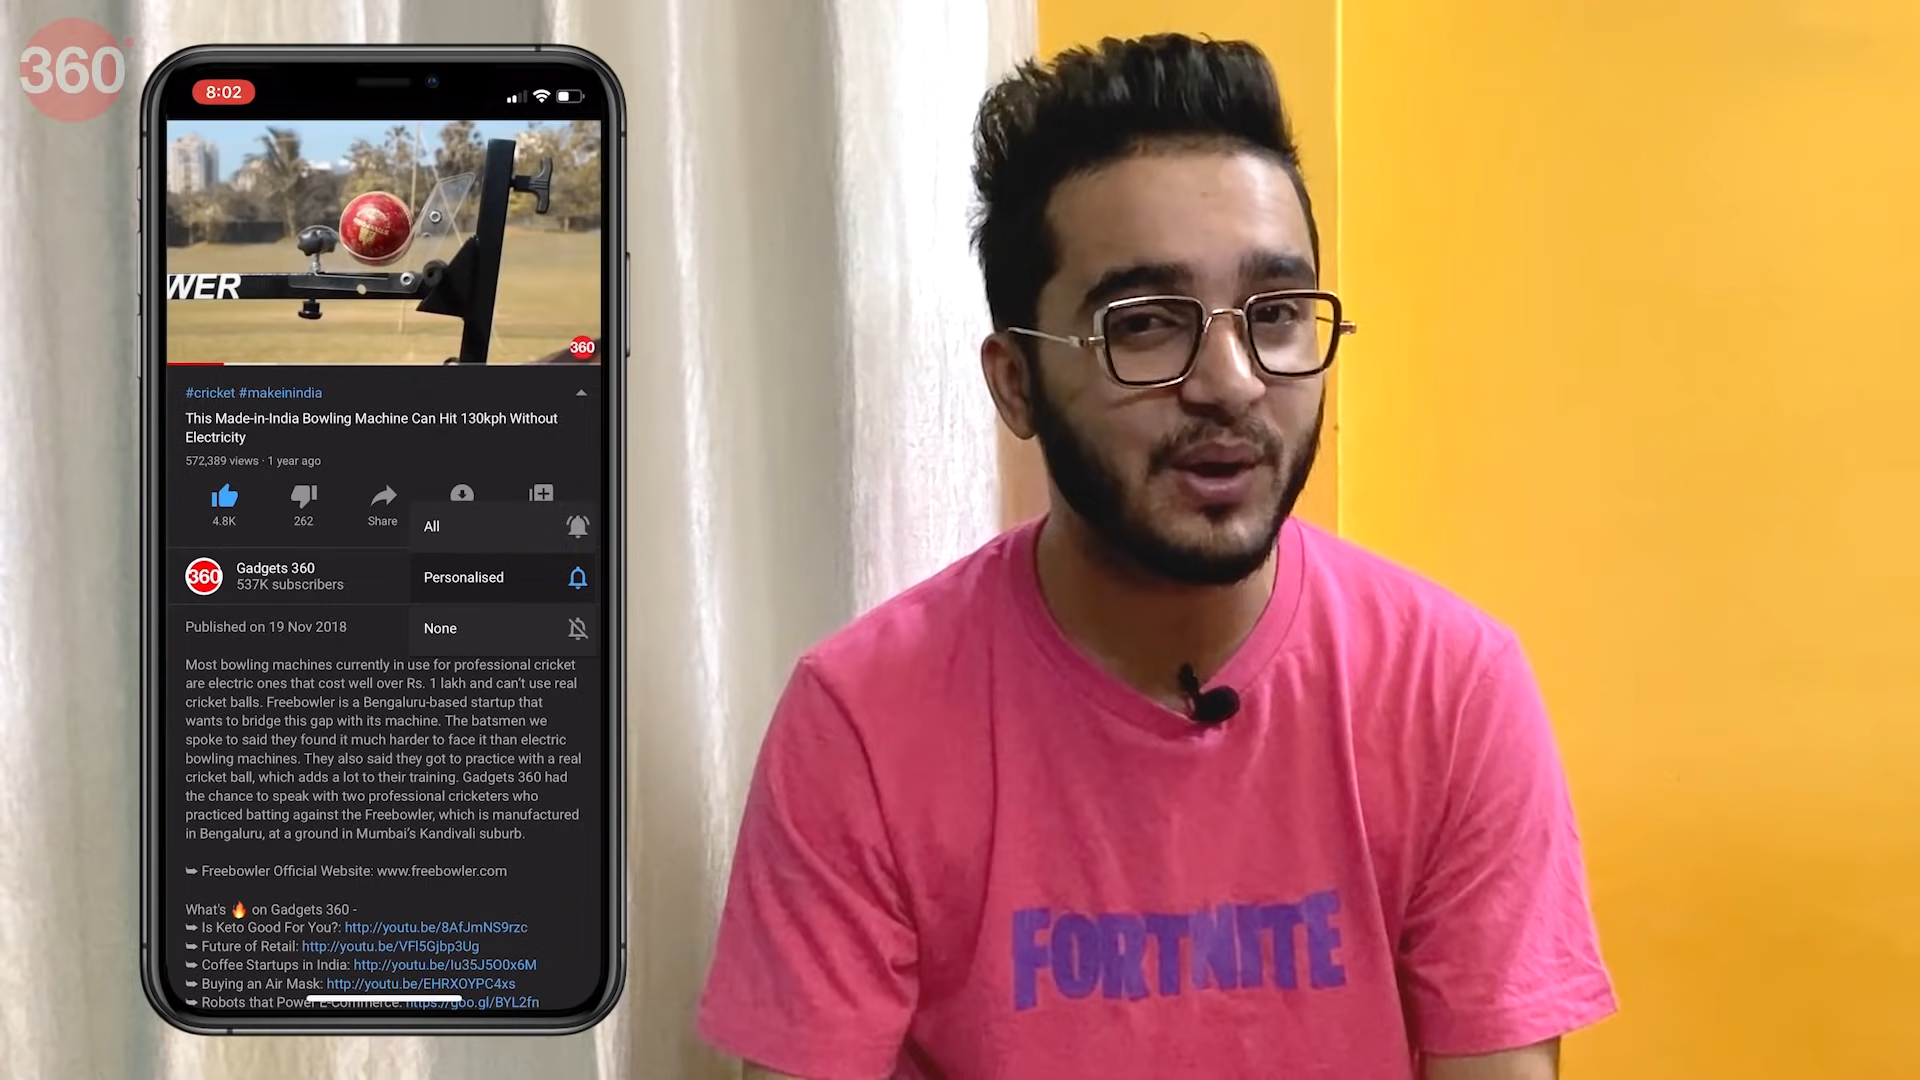 360
8:02
WER
360
#cricket #makeinindia
This Made-in-India Bowling Machine Can Hit 130kph Without
Electricity
572,389 views · 1 year ago
4.8K
262
Share
All
Gadgets 360
537K subscribers
360
Personalised
Published on 19 Nov 2018
None
Most bowling machines currently in use for professional cricket
are electric ones that cost well over Rs. 1 lakh and can't use real
cricket balls. Freebowler is a Bengaluru-based startup that
wants to bridge this gap with its machine. The batsmen we
spoke to said they found it much harder to face it than electric
bowling machines. They also said they got to practice with a real
cricket ball, which adds a lot to their training. Gadgets 360 had
the chance to speak with two professional cricketers who
practiced batting against the Freebowler, which is manufactured
in Bengaluru, at a ground in Mumbai's Kandivali suburb.
➥ Freebowler Official Website: www.freebowler.com
What's 🔥 on Gadgets 360 -
➥ Is Keto Good For You?: http://youtu.be/8AfJmNS9rzc
➥ Future of Retail: http://youtu.be/VFl5Gjbp3Ug
➥ Coffee Startups in India: http://youtu.be/Iu35J5O0x6M
➥ Buying an Air Mask: http://youtu.be/EHRXOYPC4xs
➥ Robots that Power E-Commerce: https://goo.gl/BYL2fn
FORTNITE